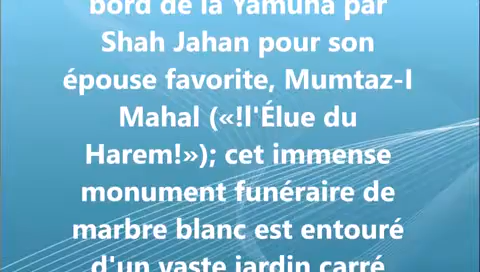 bord de la Yamuna par
Shah Jahan pour son
épouse favorite, Mumtaz-I
Mahal («!l'Élue du
Harem!»); cet immense
monument funéraire de
marbre blanc est entouré
d'un vaste jardin carré